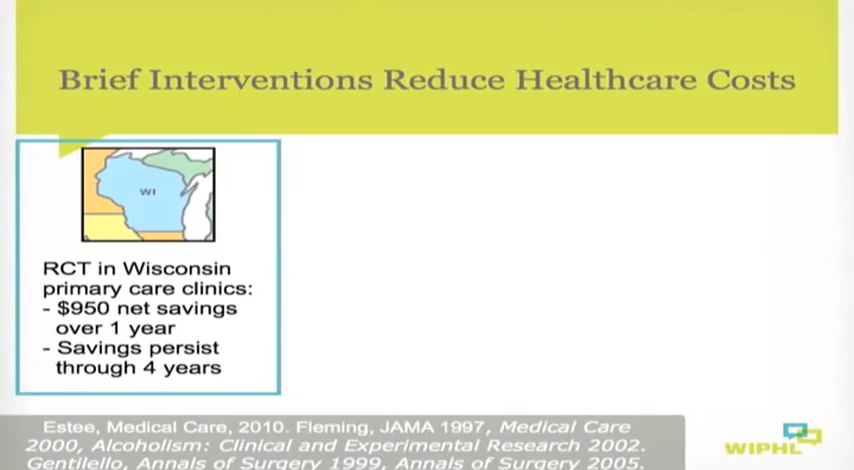 Brief Interventions Reduce Healthcare Costs
WI
RCT in Wisconsin
primary care clinics:
- $950 net savings
over 1 year
- Savings persist
through 4 years
Estee, Medical Care, 2010. Fleming, JAMA 1997, Medical Care
2000, Alcoholism: Clinical and Experimental Research 2002.
Gentilello, Annals of Surgery 1999, Annals of Surgery 2005.
WIPHL